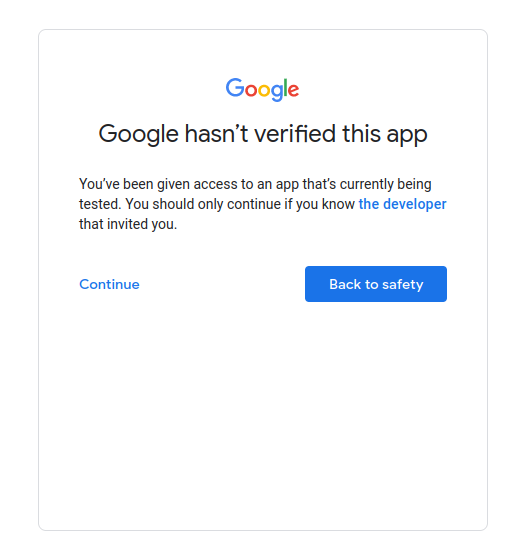 Google
Google hasn’t verified this app
You’ve been given access to an app that’s currently being
tested. You should only continue if you know the developer
that invited you.
Continue
Back to safety